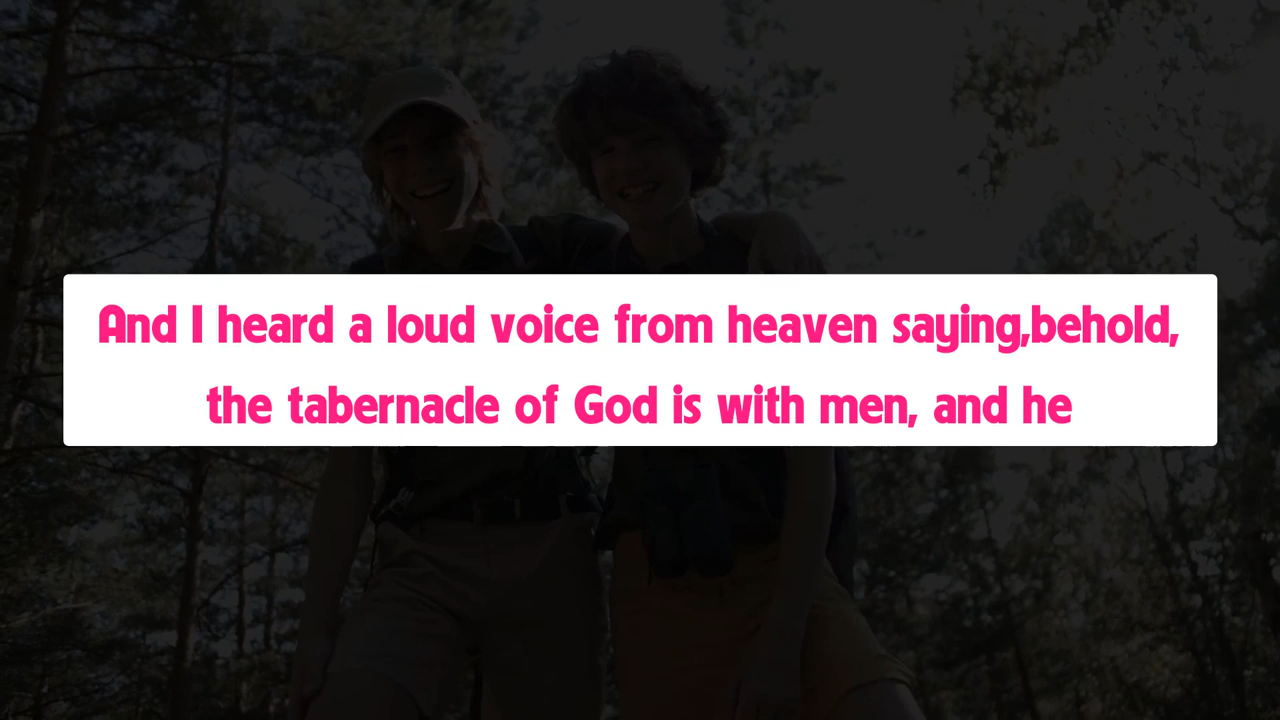 And I heard a loud voice from heaven saying,behold,
the tabernacle of God is with men, and he